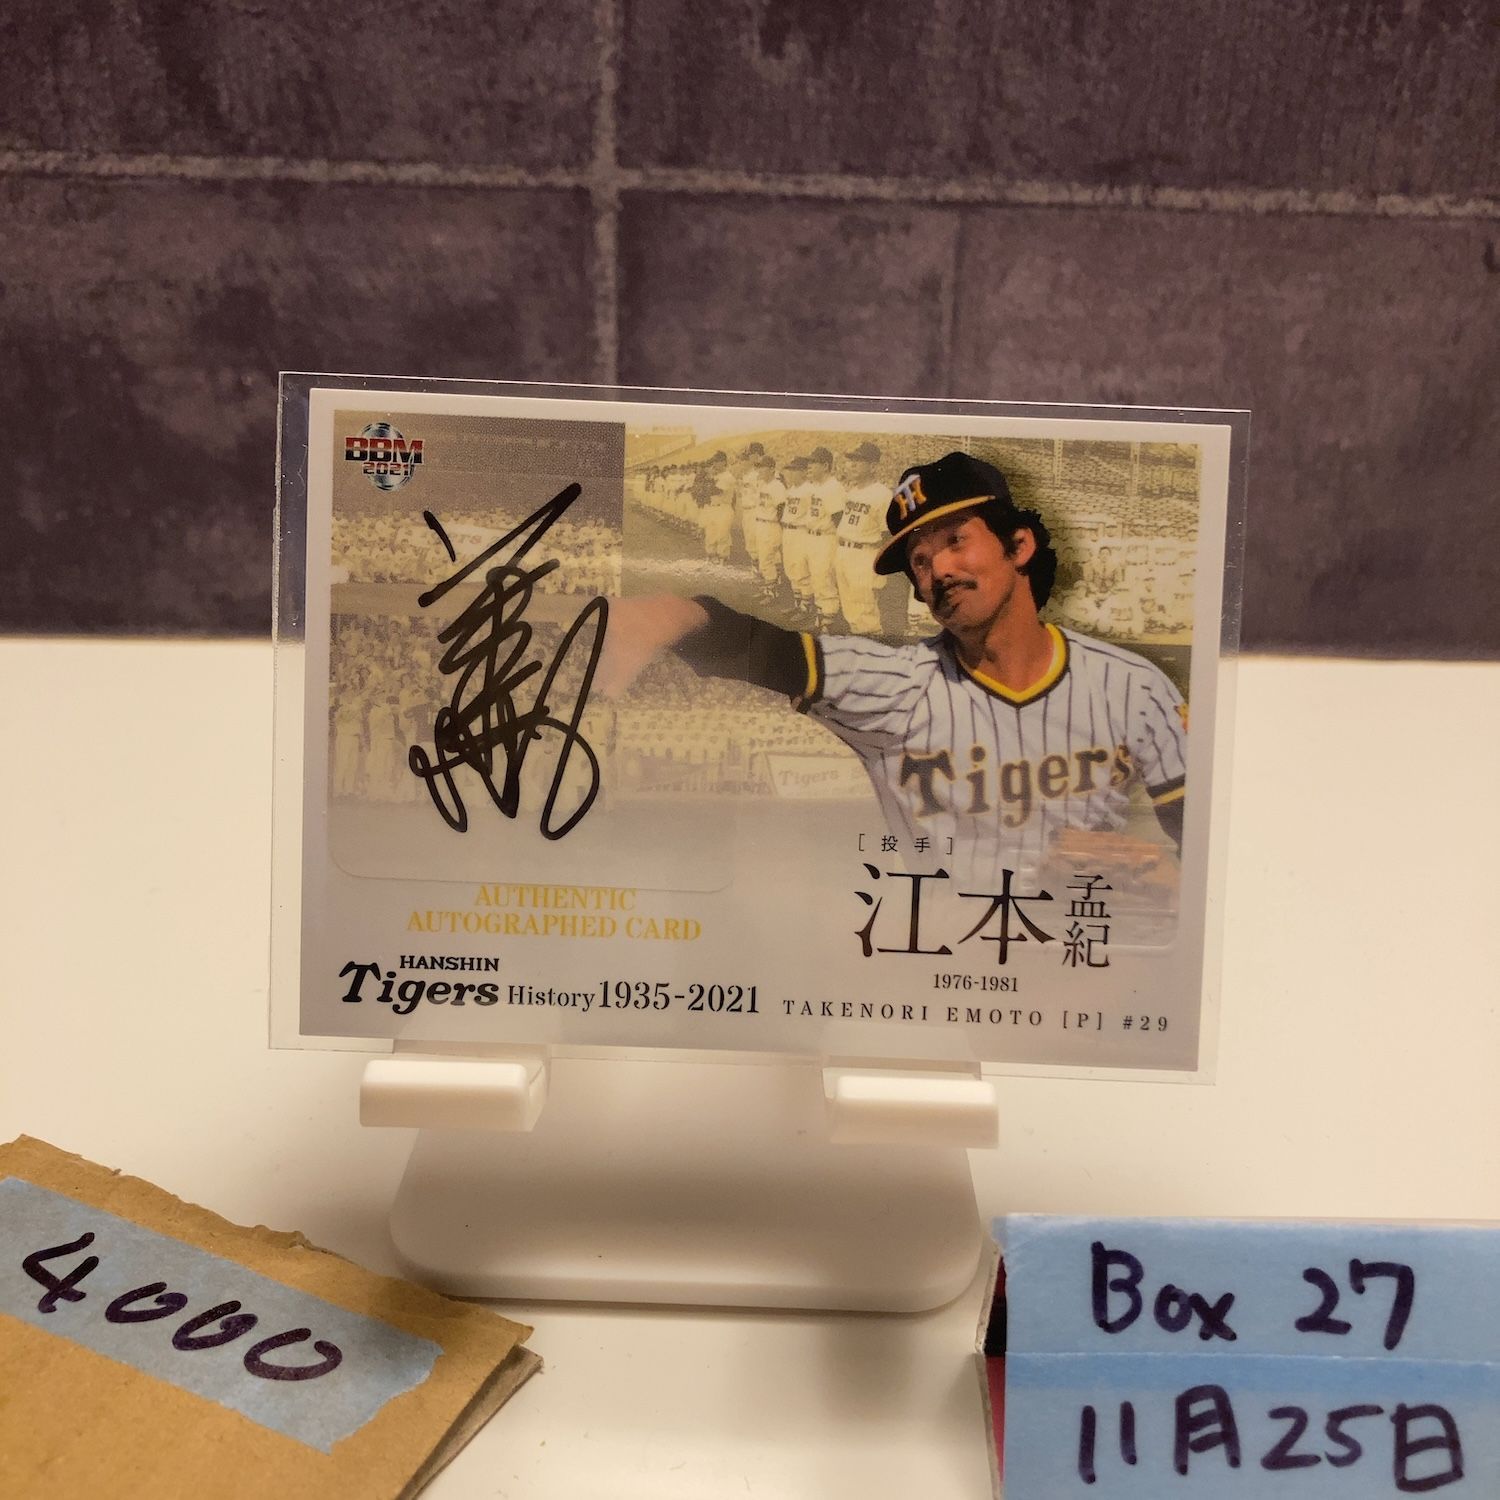 BBM
2021
Tigers
[投手]
江本孟紀
1976-1981
TAKENORI EMOTO [P] #29
AUTHENTIC
AUTOGRAPHED CARD
HANSHIN
Tigers History 1935-2021
4000
Box 27
11月25日